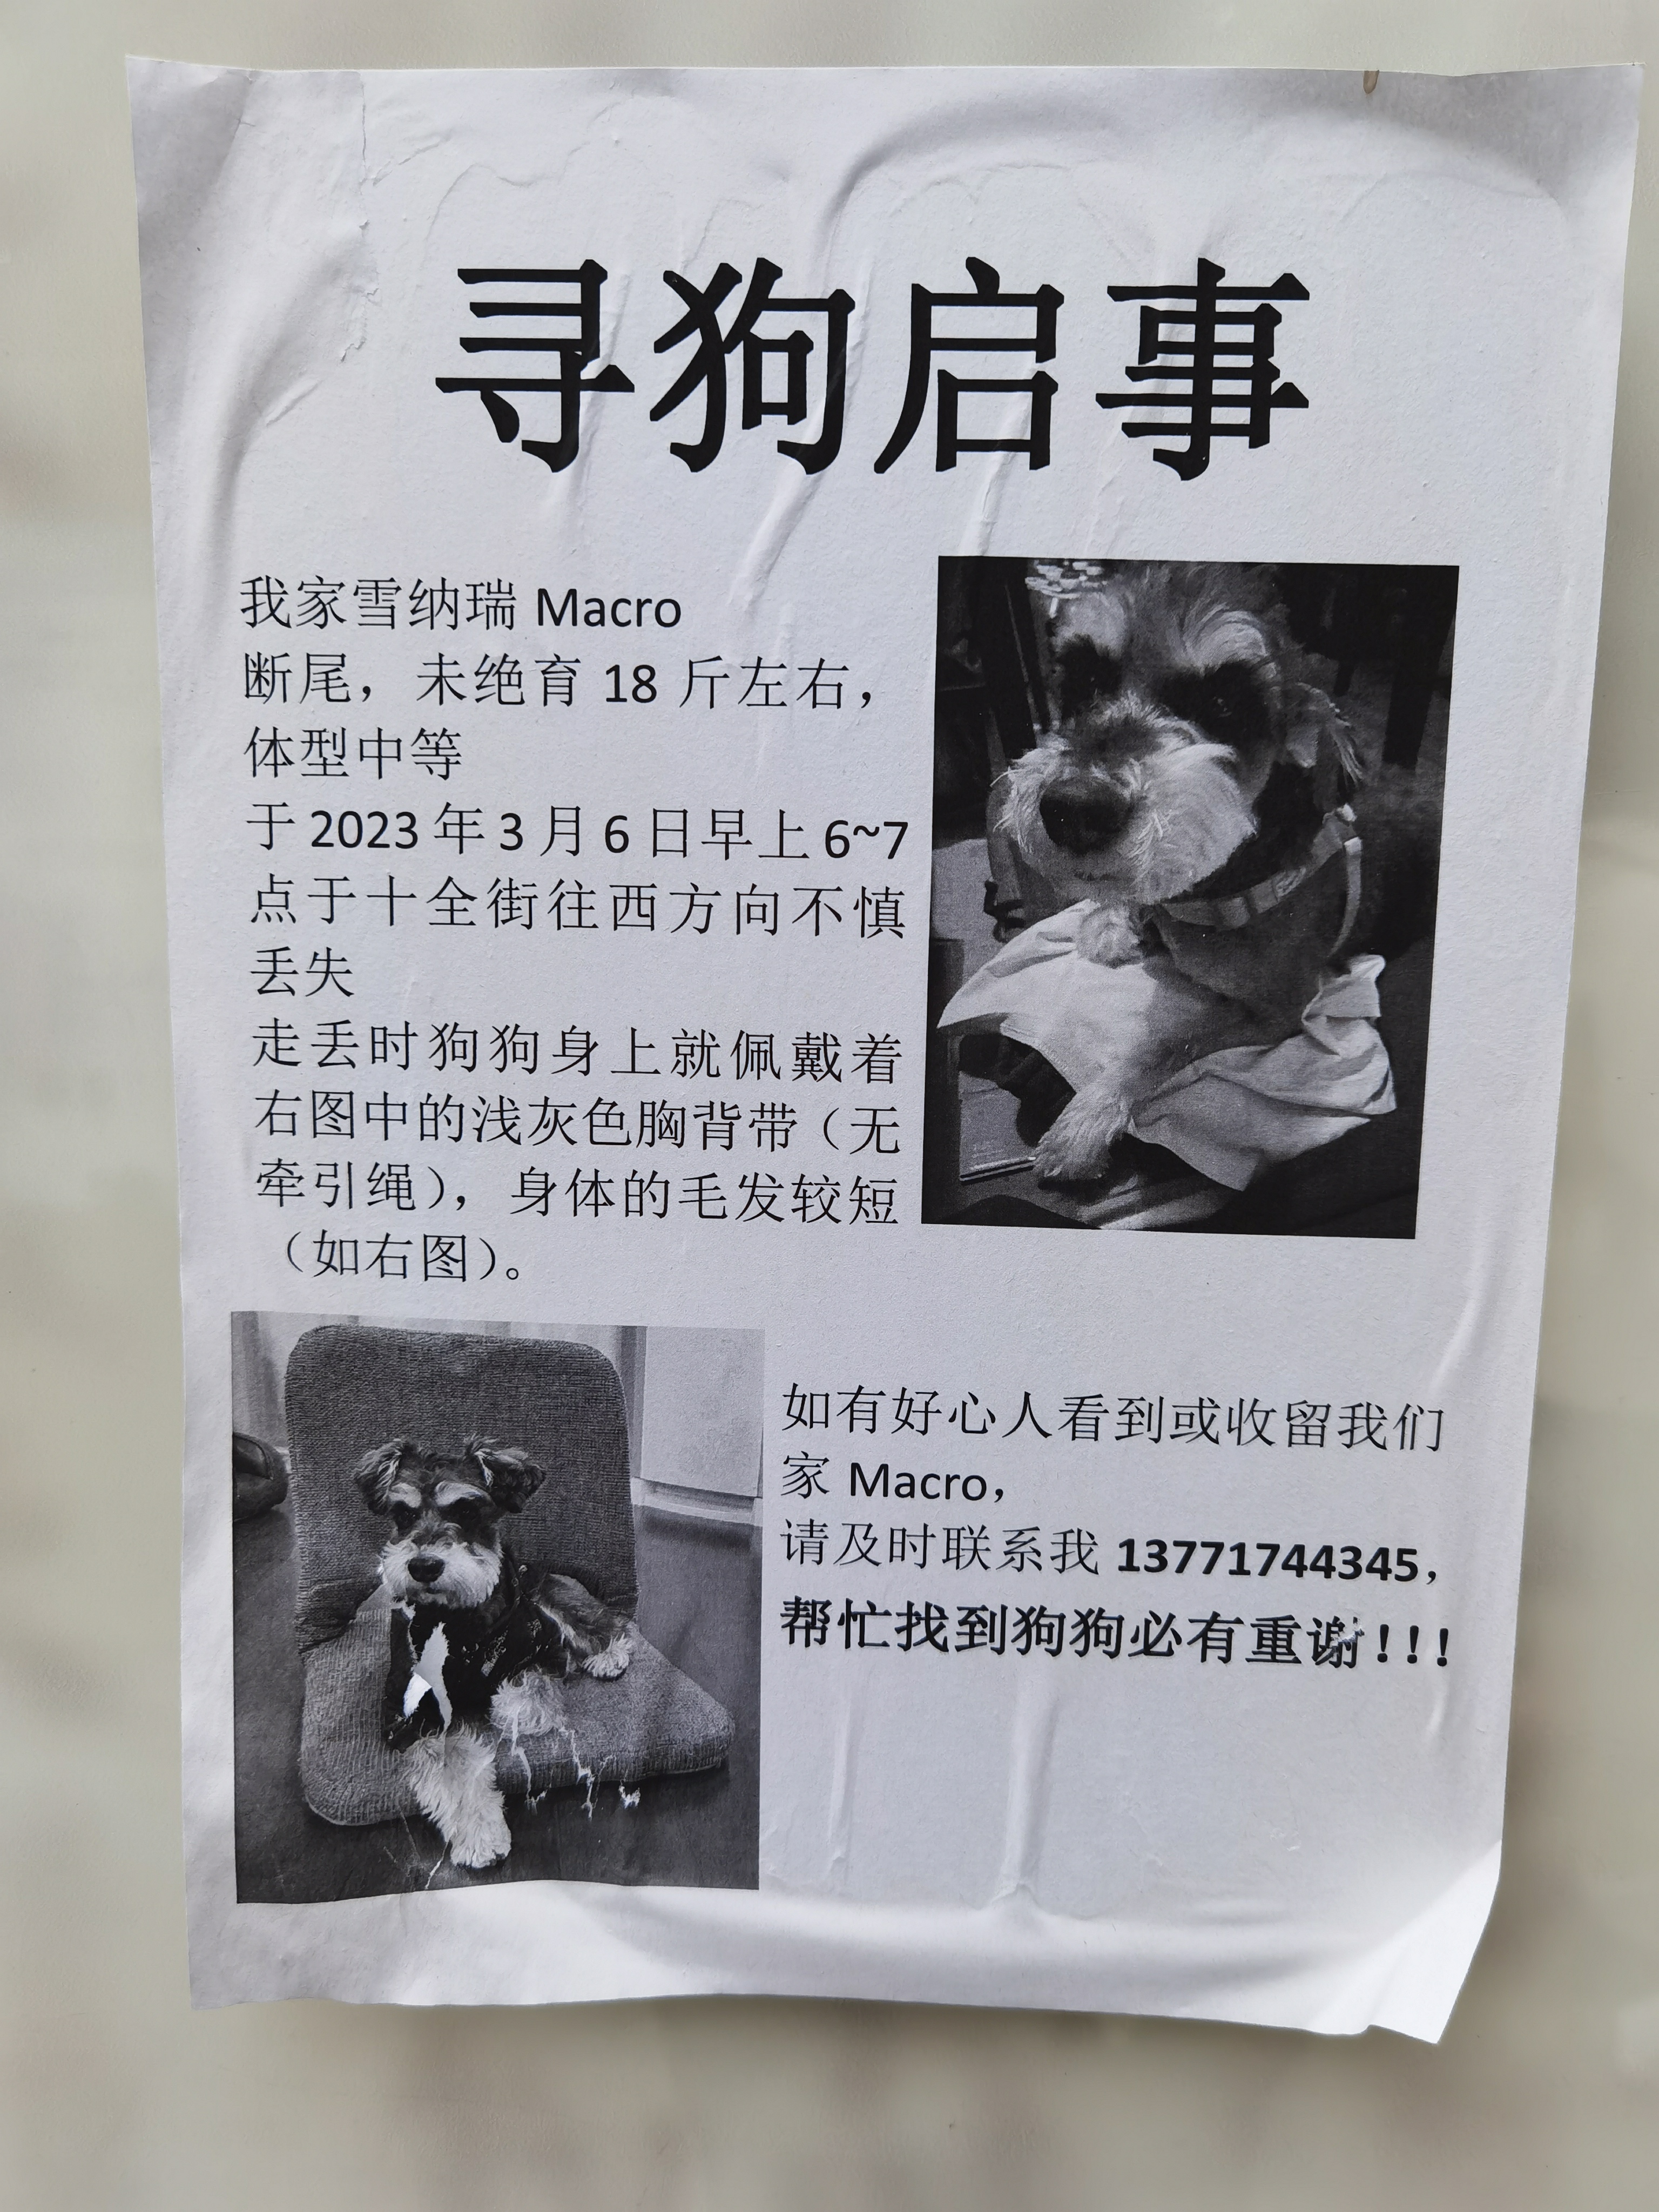 寻狗启事
我家雪纳瑞 Macro
断尾，未绝育 18 斤左右，
体型中等
于 2023 年 3 月 6 日早上 6~7
点于十全街往西方向不慎
丢失
走丢时狗狗身上就佩戴着
右图中的浅灰色胸背带（无
牵引绳），身体的毛发较短
（如右图）。
如有好心人看到或收留我们
家 Macro，
请及时联系我 13771744345，
帮忙找到狗狗必有重谢！！！